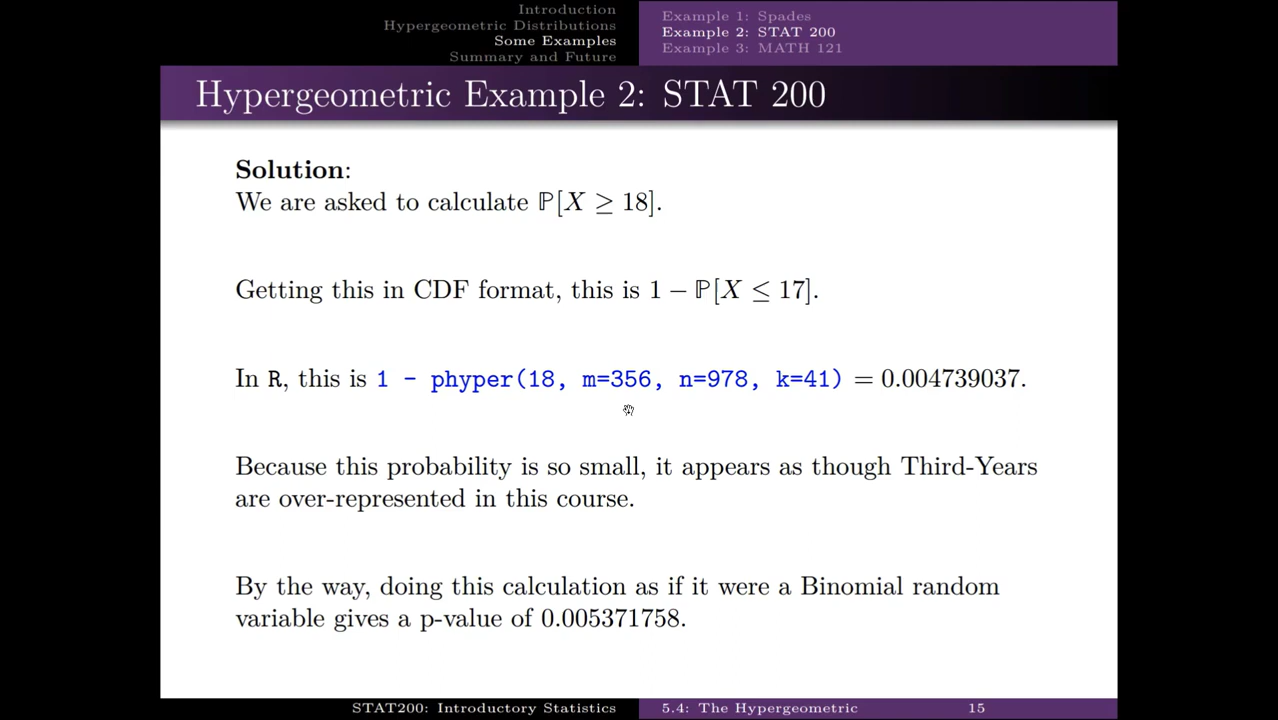 Introduction
Hypergeometric Distributions
Some Examples
Summary and Future
Example 1: Spades
Example 2: STAT 200
Example 3: MATH 121
Hypergeometric Example 2: STAT 200
Solution:
We are asked to calculate ℙ[X ≥ 18].
Getting this in CDF format, this is 1 − ℙ[X ≤ 17].
In R, this is 1 - phyper(18, m=356, n=978, k=41) = 0.004739037.
Because this probability is so small, it appears as though Third-Years
are over-represented in this course.
By the way, doing this calculation as if it were a Binomial random
variable gives a p-value of 0.005371758.
STAT200: Introductory Statistics
5.4: The Hypergeometric
15